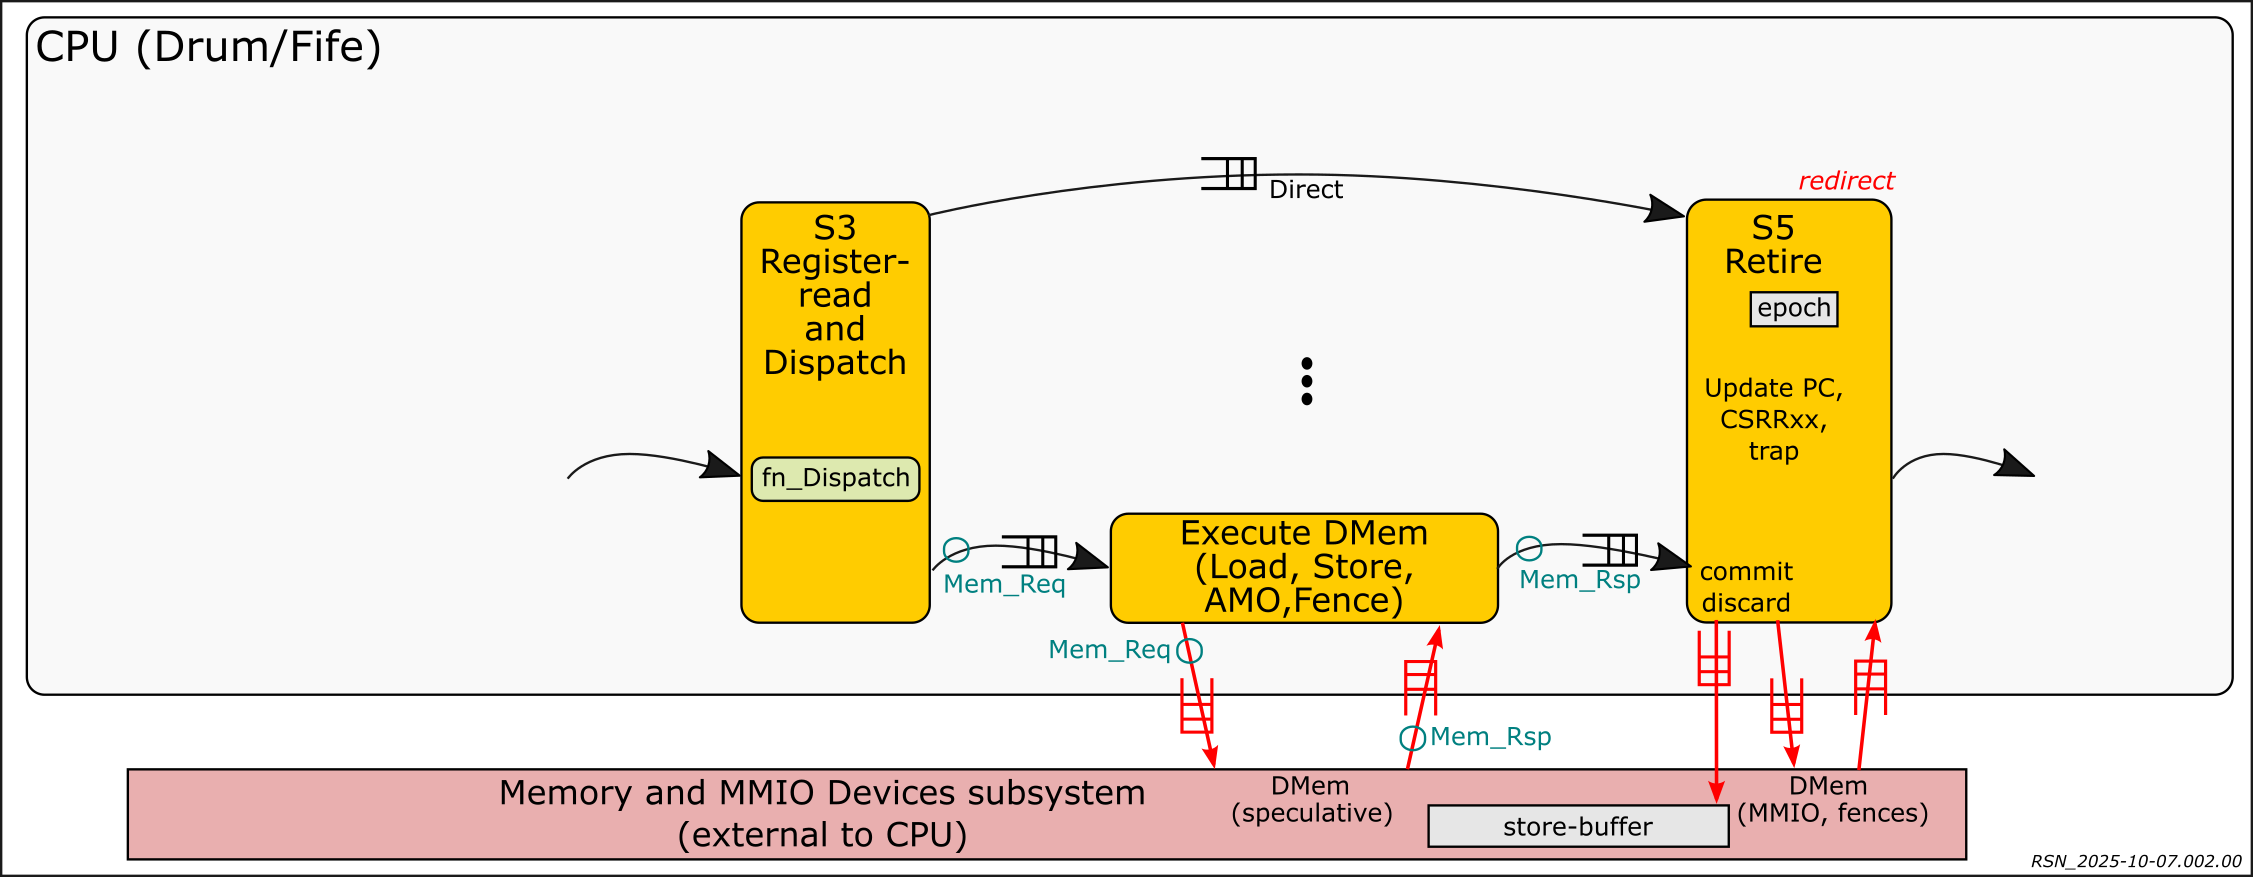 CPU (Drum/Fife)
Direct
redirect
S3
Register-
read
and
Dispatch
fn_Dispatch
S5
Retire
epoch
Update PC,
CSRRxx,
trap
commit
discard
Mem_Req
Execute DMem
(Load, Store,
AMO,Fence)
Mem_Rsp
Mem_Req
Mem_Rsp
Memory and MMIO Devices subsystem
(external to CPU)
DMem
(speculative)
store-buffer
DMem
(MMIO, fences)
RSN_2025-10-07.002.00